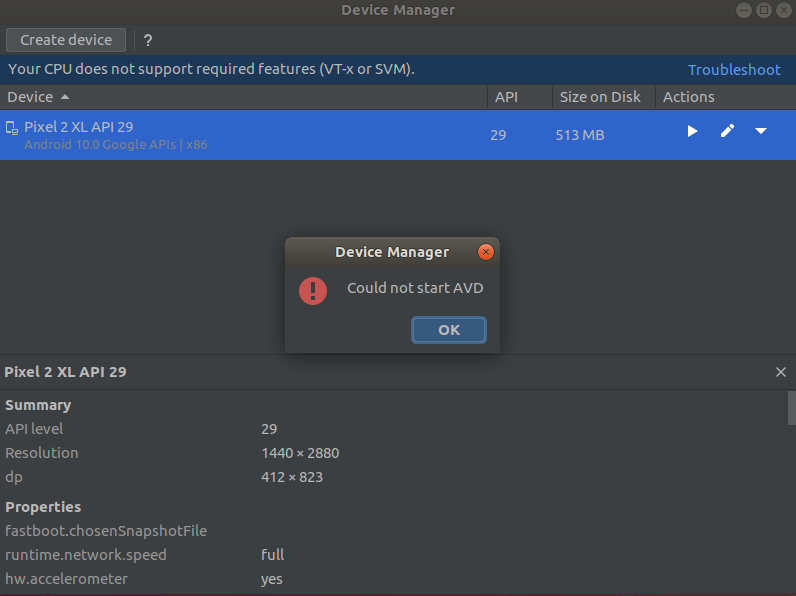 Device Manager
Create device ?
Your CPU does not support required features (VT-x or SVM). Troubleshoot
Device API Size on Disk Actions
Pixel 2 XL API 29
Android 10.0 Google APIs | x86
29 513 MB
Device Manager
Could not start AVD
OK
Pixel 2 XL API 29
Summary
API level 29
Resolution 1440 × 2880
dp 412 × 823
Properties
fastboot.chosenSnapshotFile
runtime.network.speed full
hw.accelerometer yes